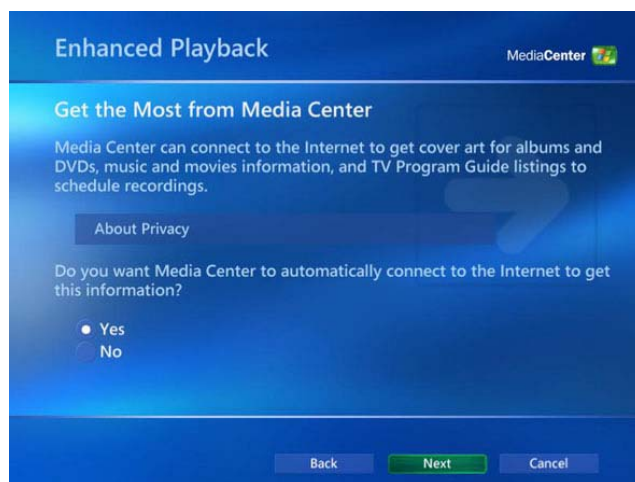 Enhanced Playback
MediaCenter
Get the Most from Media Center
Media Center can connect to the Internet to get cover art for albums and
DVDs, music and movies information, and TV Program Guide listings to
schedule recordings.
About Privacy
Do you want Media Center to automatically connect to the Internet to get
this information?
Yes
No
Back Next Cancel